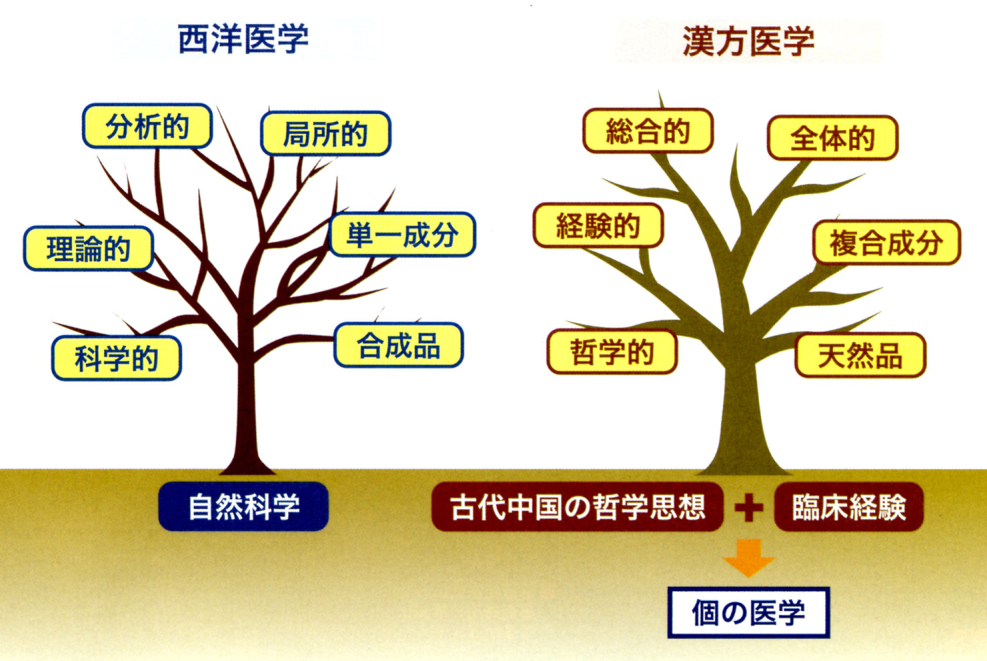 西洋医学
分析的
局所的
理論的
単一成分
科学的
合成品
自然科学
漢方医学
総合的
全体的
経験的
複合成分
哲学的
天然品
古代中国の哲学思想
+
臨床経験
個の医学